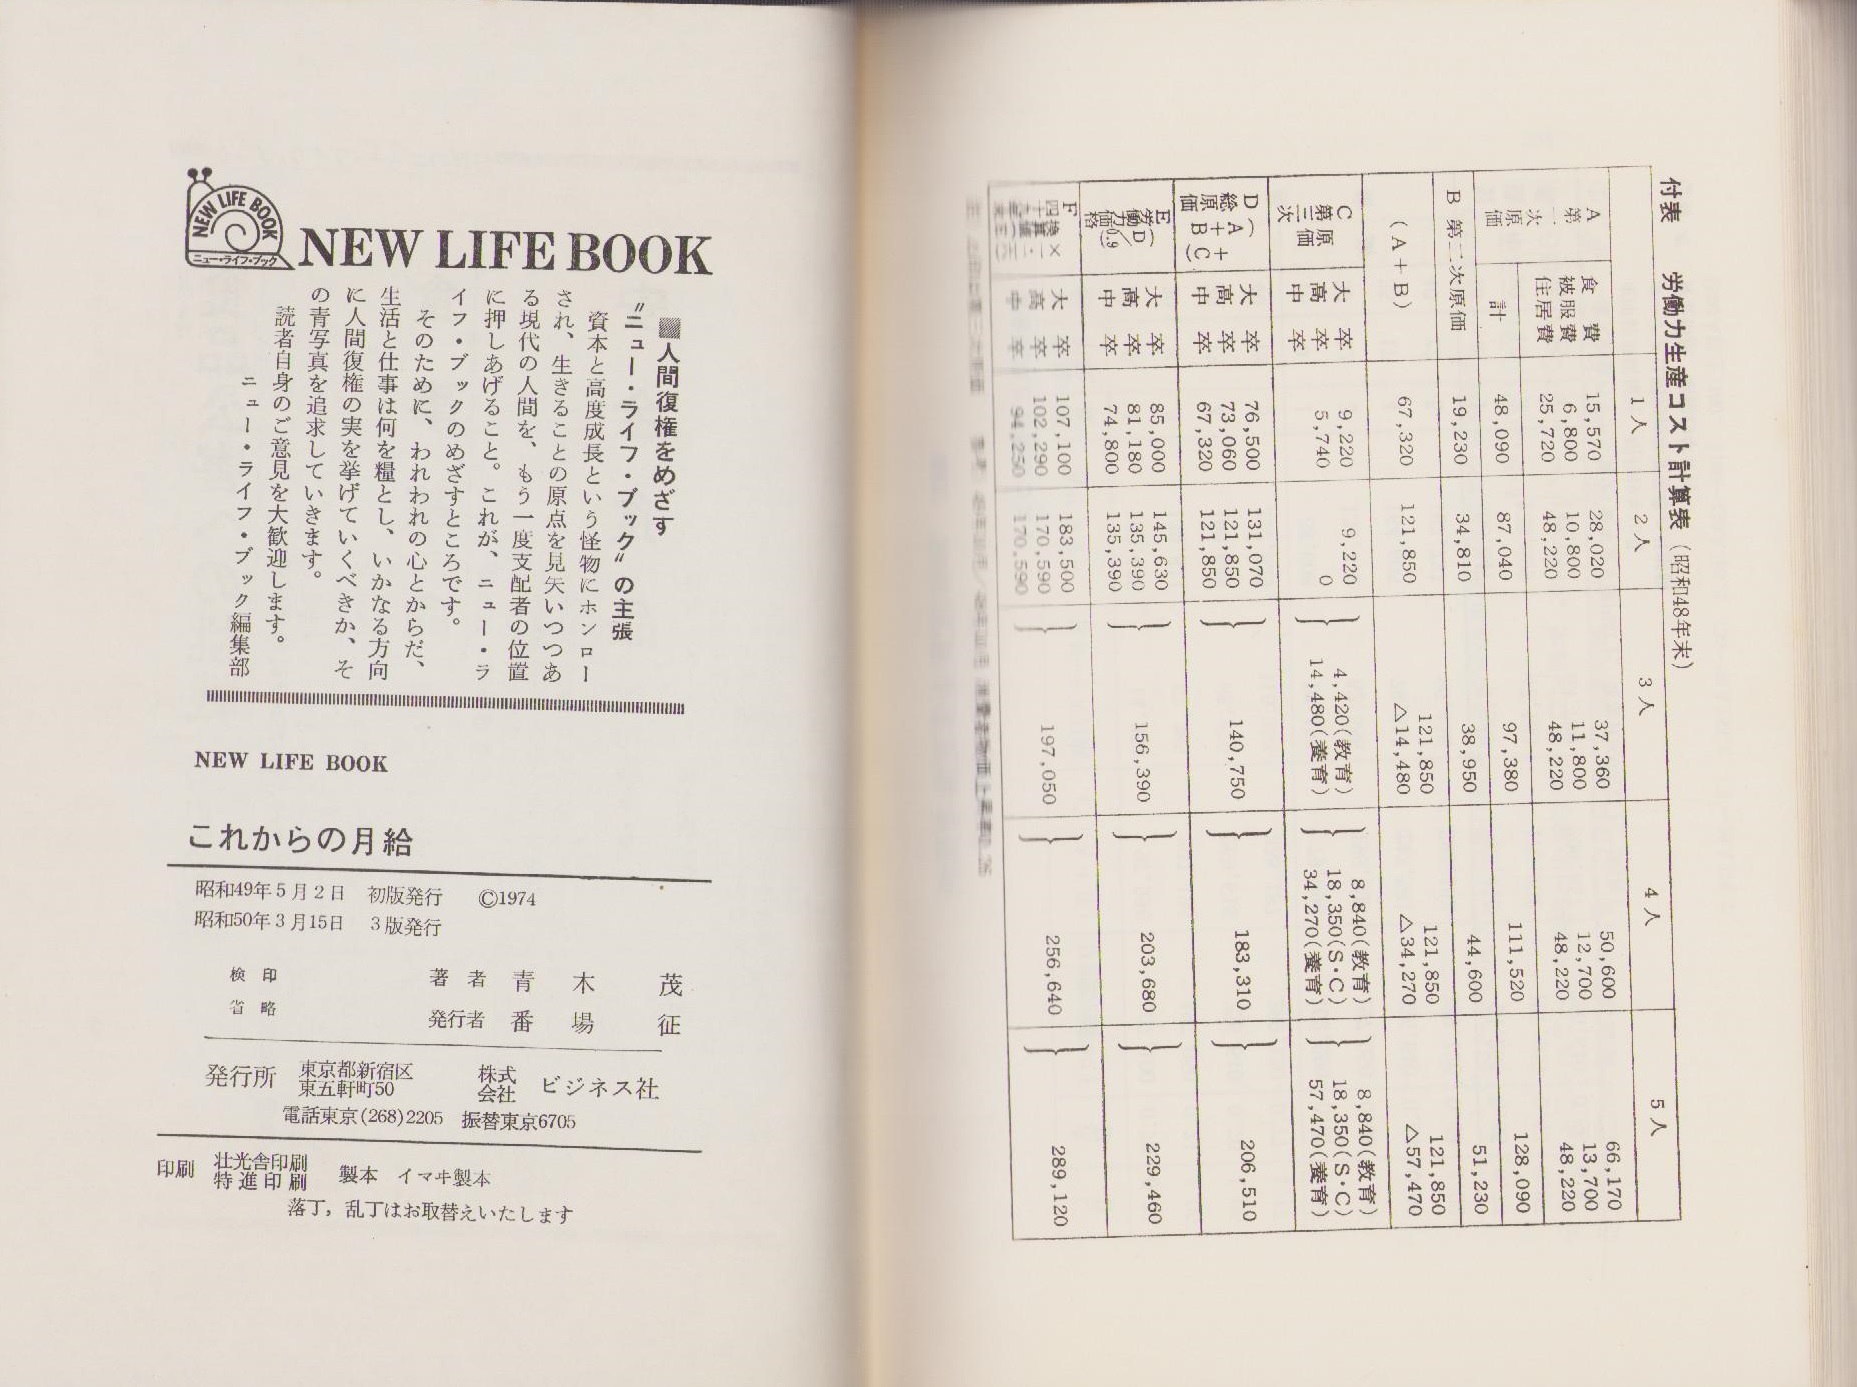 付表　労働力生産コスト計算表（昭和48年末）
1人　2人　3人　4人　5人
A 第一次原価　食費　15,570　28,020　37,360　50,600　66,170
被服費　6,800　10,800　11,800　12,700　13,700
住居費　25,720　48,220　48,220　48,220　48,220
計　48,090　87,040　97,380　111,520　128,090
B 第二次原価　19,230　34,810　38,950　44,600　51,230
（A＋B）　67,320　121,850　121,850　121,850　121,850
△14,480　△34,270　△57,470
C 第三次原価　大卒　9,220　9,220　4,420(教育)　8,840(教育)　8,840(教育)
高卒　5,740　0　14,480(養育)　18,350(S・C)　18,350(S・C)
中卒　34,270(養育)　57,470(養育)
D 総原価（A＋B＋C）　大卒　76,500　131,070
高卒　73,060　121,850　140,750　183,310　206,510
中卒　67,320　121,850
E 労働力価格（D／0.9）　大卒　85,000　145,630
高卒　81,180　135,390　156,390　203,680　229,460
中卒　74,800　135,390
F　大卒　107,100　183,500
高卒　102,290　170,590　197,050　256,640　289,120
中卒　94,250　170,590
NEW LIFE BOOK
ニュー・ライフ・ブック
NEW LIFE BOOK
■人間復権をめざす
“ニュー・ライフ・ブック”の主張
資本と高度成長という怪物にホンロー
され、生きることの原点を見失いつつあ
る現代の人間を、もう一度支配者の位置
に押しあげること。これが、ニュー・ラ
イフ・ブックのめざすところです。
そのために、われわれの心とからだ、
生活と仕事は何を糧とし、いかなる方向
に人間復権の実を挙げていくべきか、そ
の青写真を追求していきます。
読者自身のご意見を大歓迎します。
ニュー・ライフ・ブック編集部
NEW LIFE BOOK
これからの月給
昭和49年5月2日　初版発行　©1974
昭和50年3月15日　3版発行
検印
省略
著者　青木　茂
発行者　番場　征
発行所　東京都新宿区
東五軒町50
株式
会社　ビジネス社
電話東京(268)2205　振替東京6705
印刷　壮光舎印刷
特進印刷
製本　イマヰ製本
落丁，乱丁はお取替えいたします